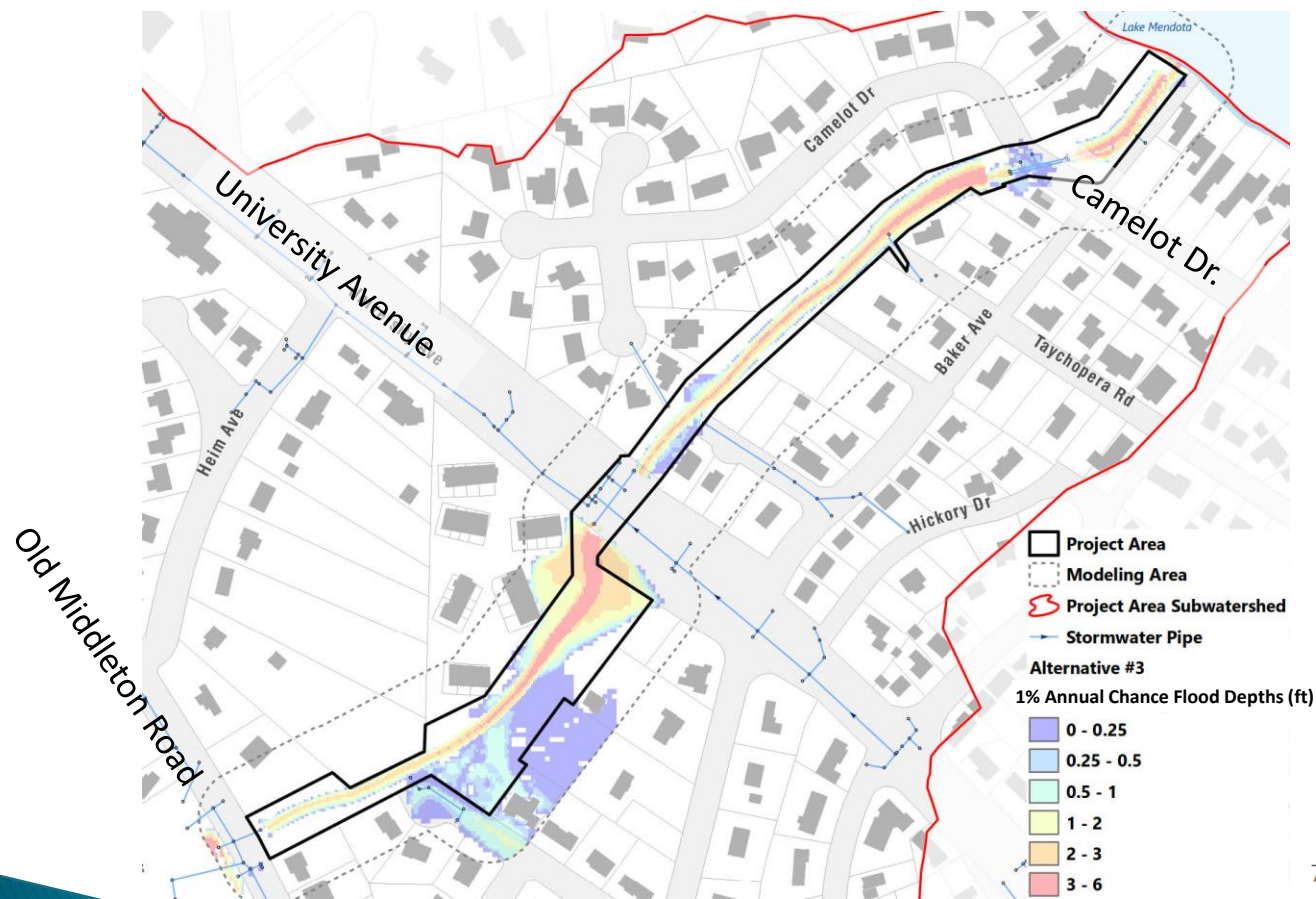 Lake Mendota
Camelot Dr
University Avenue
Camelot Dr.
Baker Ave
Taychopera Rd
Heim Ave
Hickory Dr
Old Middleton Road
Project Area
Modeling Area
Project Area Subwatershed
Stormwater Pipe
Alternative #3
1% Annual Chance Flood Depths (ft)
0 - 0.25
0.25 - 0.5
0.5 - 1
1 - 2
2 - 3
3 - 6